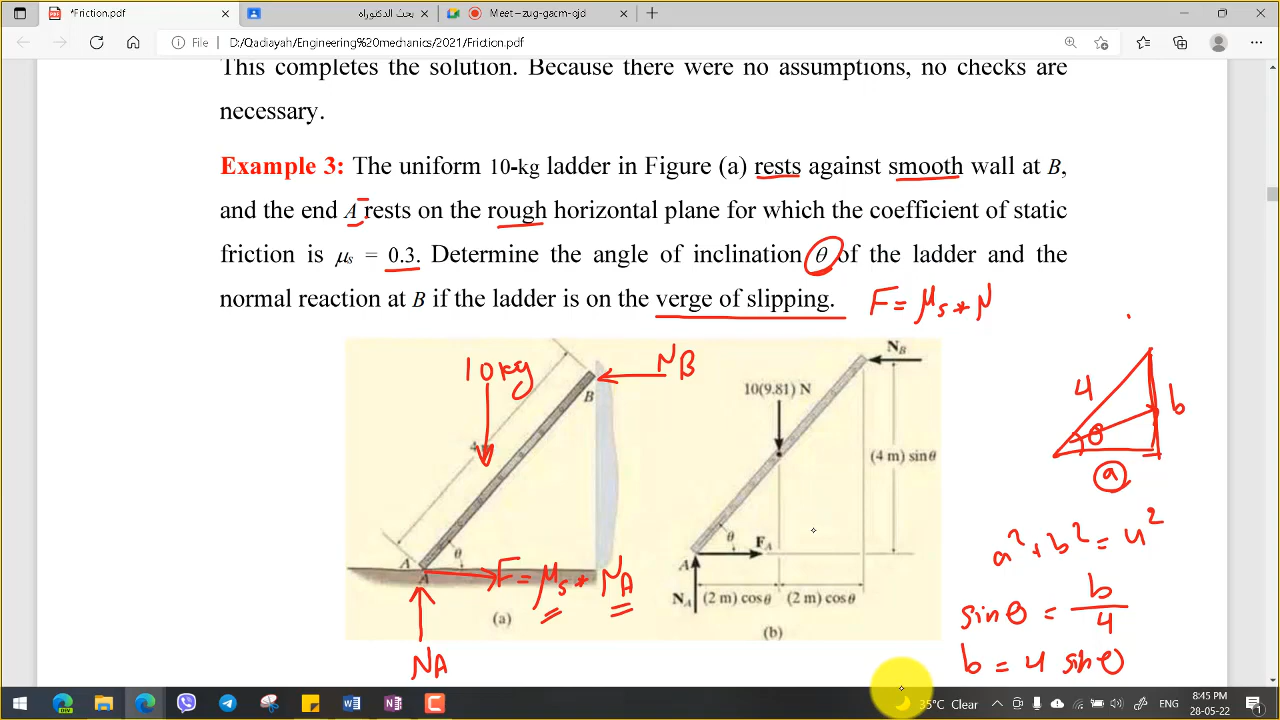 *Friction.pdf
بحث الدكتوراه
Meet-zug-gacm-qjd
File
D:/Qadiayah/Engineering%20mechanics/2021/Friction.pdf
This completes the solution. Because there were no assumptions, no checks are
necessary.
Example 3: The uniform 10-kg ladder in Figure (a) rests against smooth wall at B,
and the end A rests on the rough horizontal plane for which the coefficient of static
friction is μs = 0.3. Determine the angle of inclination θ of the ladder and the
normal reaction at B if the ladder is on the verge of slipping.
F = μs * N
10kg
NB
B
4
A
θ
A
F = μs * NA
(a)
NA
NB
10(9.81) N
(4 m) sin θ
θ
FA
A
NA
(2 m) cos θ
(2 m) cos θ
(b)
4
b
θ
a
a² + b² = 4²
sin θ = b
4
b = 4 sin θ
35°C Clear
ENG
8:45 PM
28-05-22
1